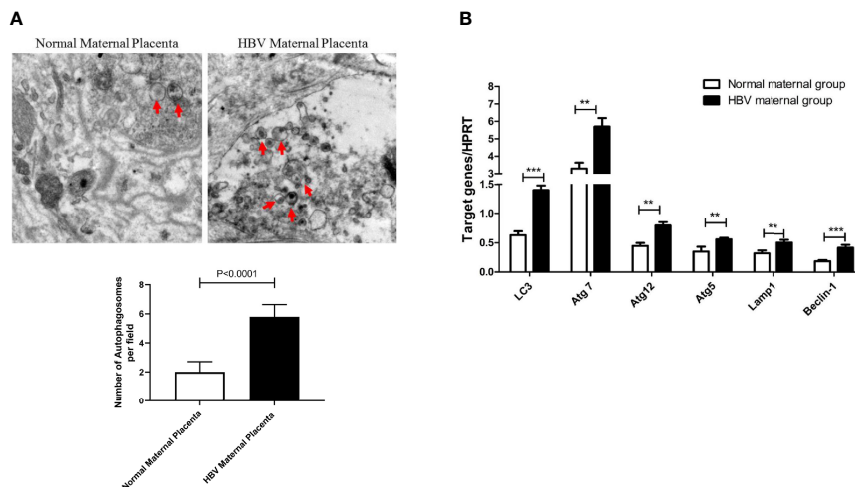 A
Normal Maternal Placenta
HBV Maternal Placenta
Number of Autophagosomes
per field
P<0.0001
8
6
4
2
0
Normal Maternal Placenta
HBV Maternal Placenta
B
Target genes/HPRT
8
7
6
5
4
3
1.5
1.0
0.5
0.0
Normal maternal group
HBV maternal group
***
**
**
**
**
***
LC3
Atg 7
Atg12
Atg5
Lamp1
Beclin-1